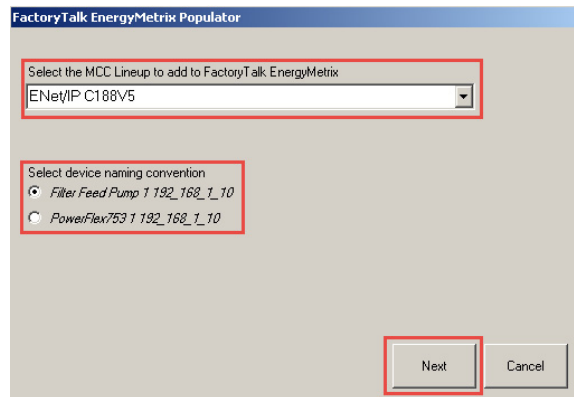 FactoryTalk EnergyMetrix Populator
Select the MCC Lineup to add to FactoryTalk EnergyMetrix
ENet/IP C188V5
Select device naming convention
Filter Feed Pump 1 192_168_1_10
PowerFlex753 1 192_168_1_10
Next
Cancel